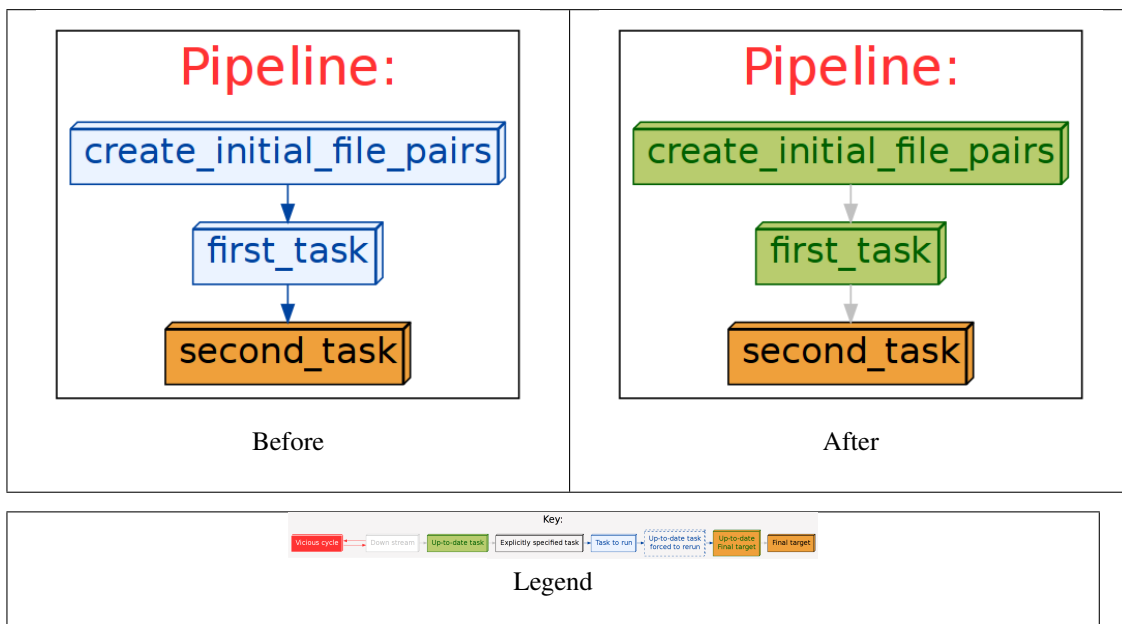 Pipeline:
create_initial_file_pairs
first_task
second_task
Before
Pipeline:
create_initial_file_pairs
first_task
second_task
After
Key:
Vicious cycle
Down stream
Up-to-date task
Explicitly specified task
Task to run
Up-to-date task
forced to rerun
Up-to-date
Final target
Final target
Legend